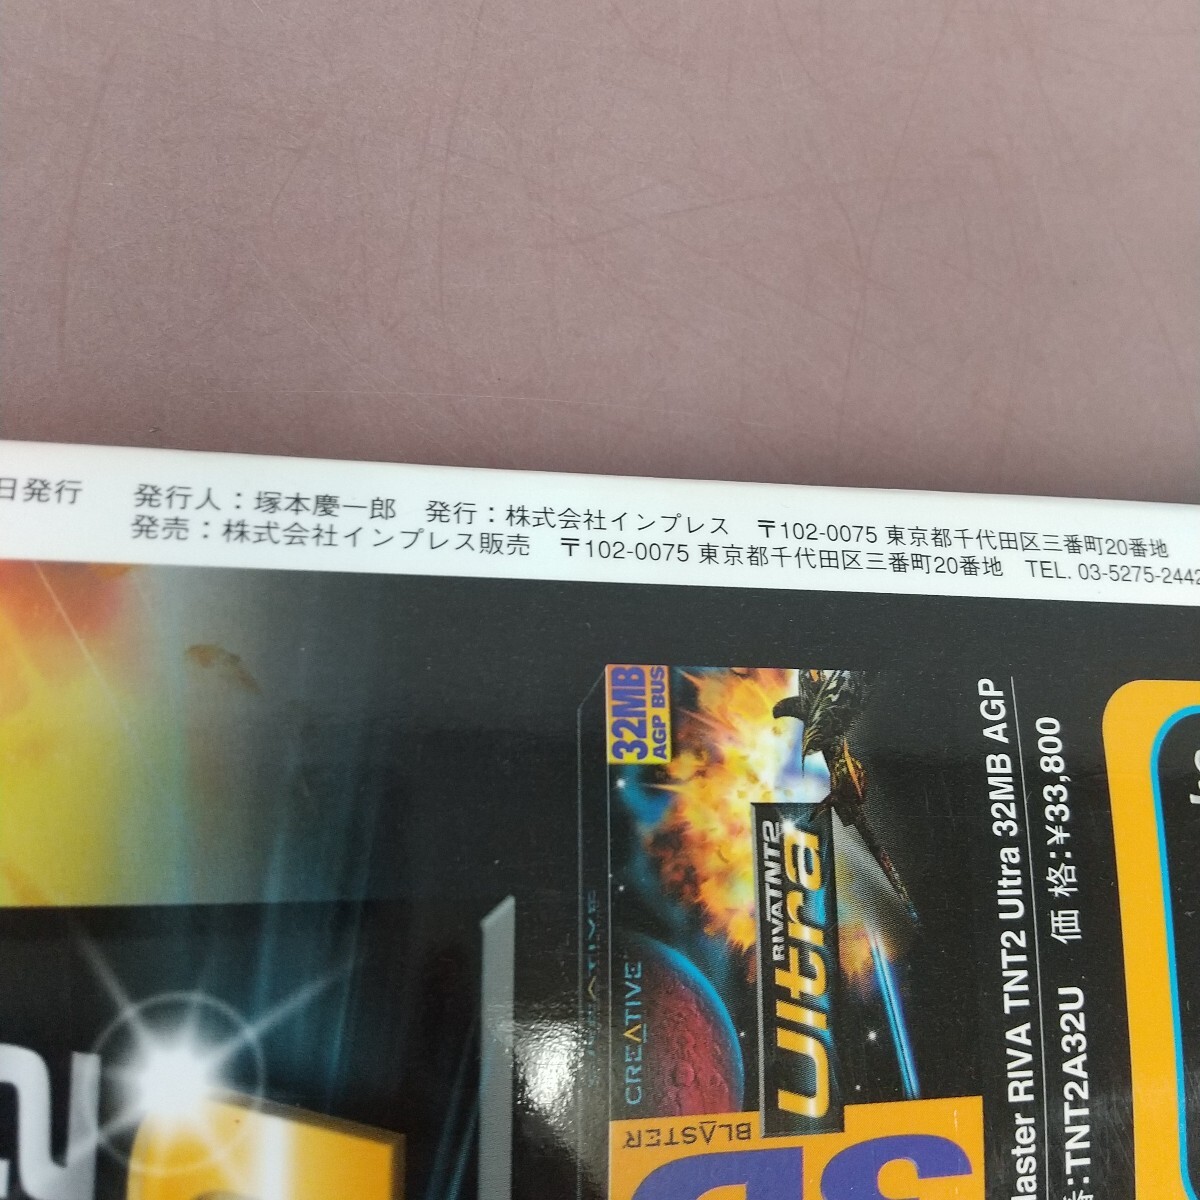 日発行 発行人：塚本慶一郎 発行：株式会社インプレス 〒102-0075 東京都千代田区三番町20番地
発売：株式会社インプレス販売 〒102-0075 東京都千代田区三番町20番地 TEL. 03-5275-2442
32MB
AGP BUS
RIVATNT2
Ultra
CREATIVE
CREATIVE
3D
BLASTER
laster RIVA TNT2 Ultra 32MB AGP
番:TNT2A32U 価格:¥33,800